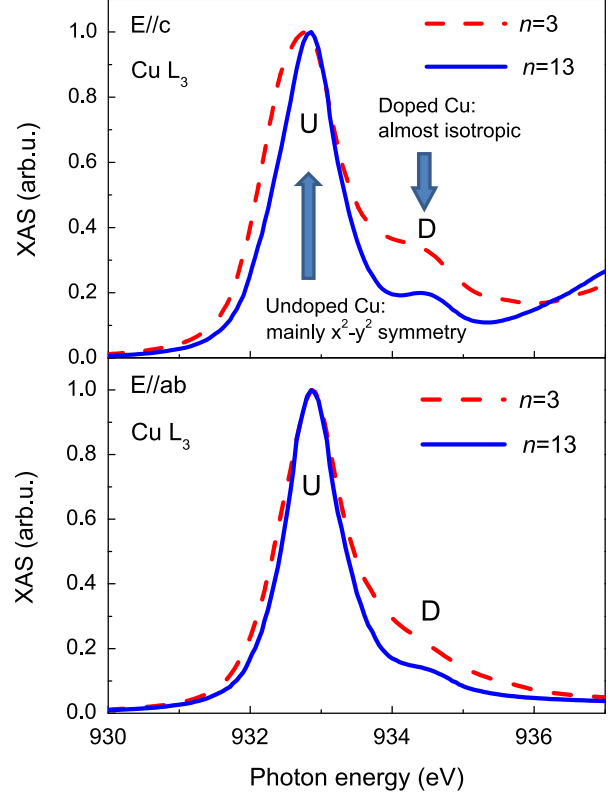 E//c
Cu L3
n=3
n=13
Doped Cu:
almost isotropic
U
D
Undoped Cu:
mainly x²-y² symmetry
XAS (arb.u.)
1.0
0.8
0.6
0.4
0.2
0.0
E//ab
Cu L3
n=3
n=13
U
D
XAS (arb.u.)
1.0
0.8
0.6
0.4
0.2
0.0
930 932 934 936
Photon energy (eV)